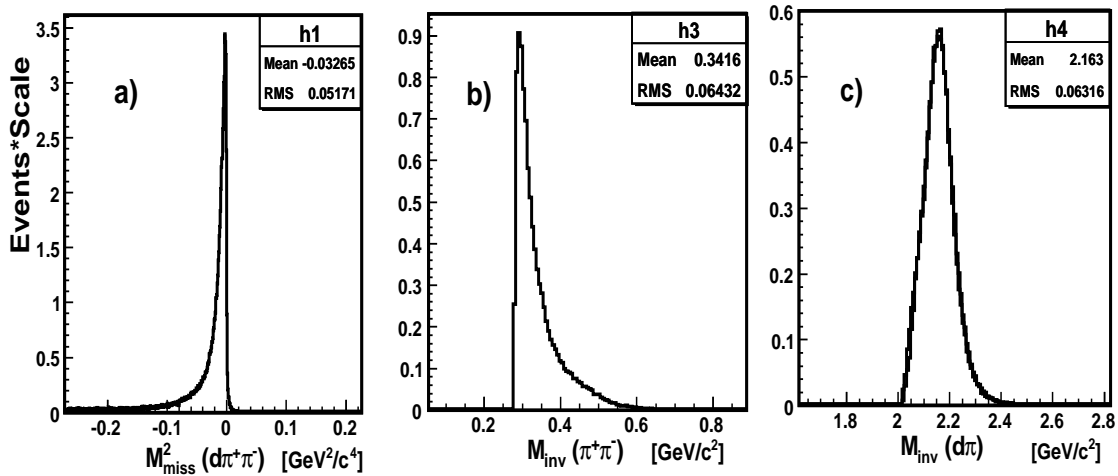 Events*Scale
a)
h1
Mean -0.03265
RMS 0.05171
3.5
3
2.5
2
1.5
1
0.5
0
-0.2 -0.1 0 0.1 0.2
M²miss (dπ⁺π⁻) [GeV²/c⁴]
b)
h3
Mean 0.3416
RMS 0.06432
0.9
0.8
0.7
0.6
0.5
0.4
0.3
0.2
0.1
0
0.2 0.4 0.6 0.8
Minv (π⁺π⁻) [GeV/c²]
c)
h4
Mean 2.163
RMS 0.06316
0.6
0.5
0.4
0.3
0.2
0.1
0
1.8 2 2.2 2.4 2.6 2.8
Minv (dπ) [GeV/c²]